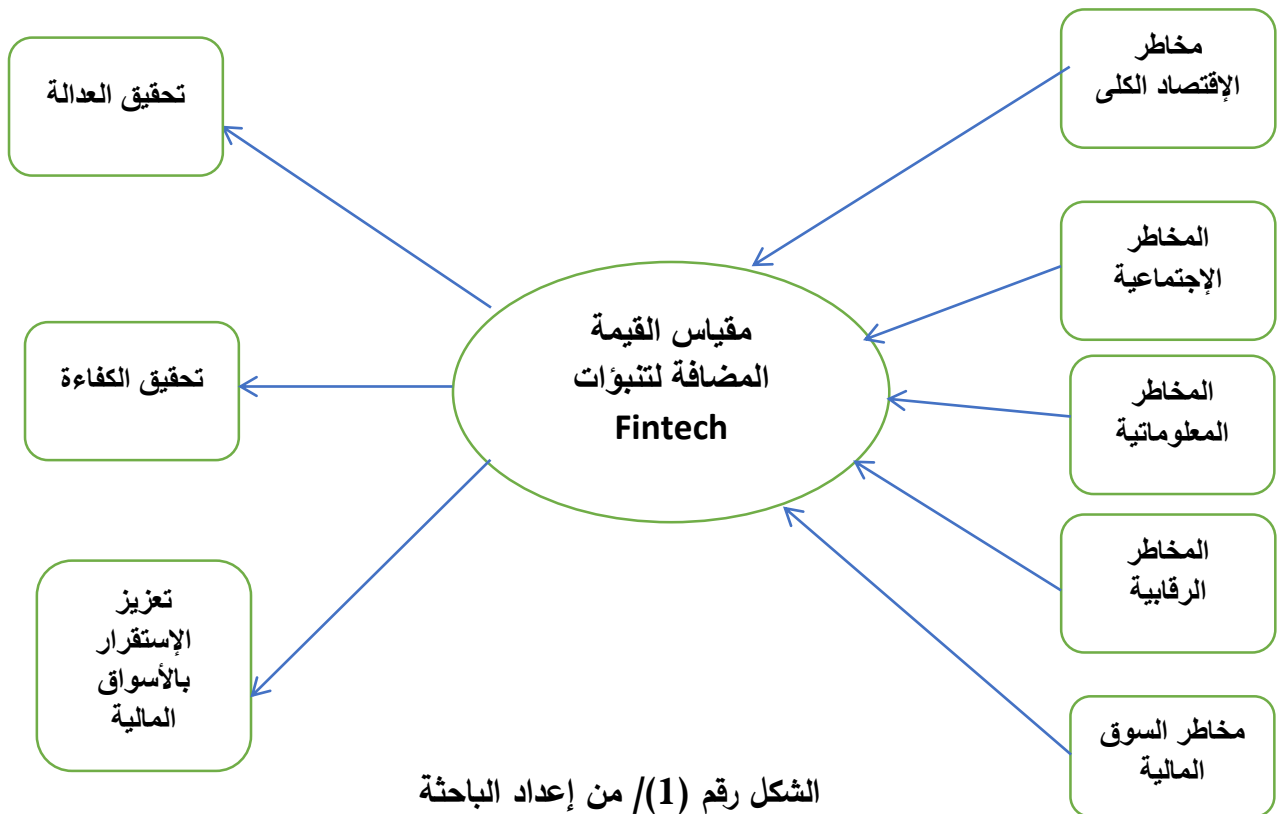 مخاطر
الإقتصاد الكلى
المخاطر
الإجتماعية
المخاطر
المعلوماتية
المخاطر
الرقابية
مخاطر السوق
المالية
مقياس القيمة
المضافة لتنبؤات
Fintech
تحقيق العدالة
تحقيق الكفاءة
تعزيز
الإستقرار
بالأسواق
المالية
الشكل رقم (1)/ من إعداد الباحثة